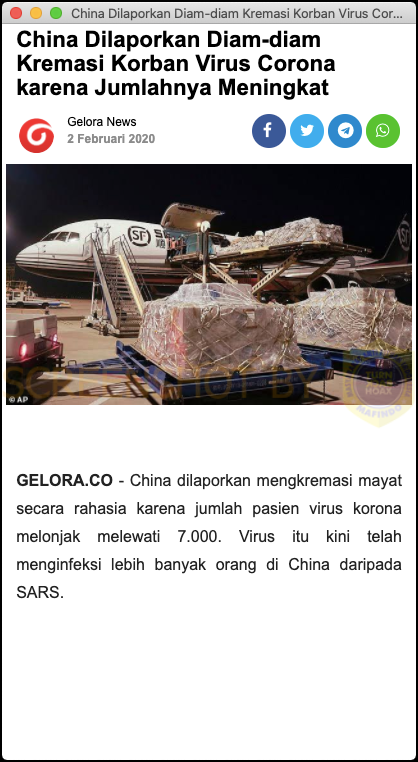 China Dilaporkan Diam-diam Kremasi Korban Virus Cor...
China Dilaporkan Diam-diam
Kremasi Korban Virus Corona
karena Jumlahnya Meningkat
Gelora News
2 Februari 2020
SF
© AP
SCREENSHOT BY
TURN
HOAX
MAFINDO
GELORA.CO - China dilaporkan mengkremasi mayat
secara rahasia karena jumlah pasien virus korona
melonjak melewati 7.000. Virus itu kini telah
menginfeksi lebih banyak orang di China daripada
SARS.